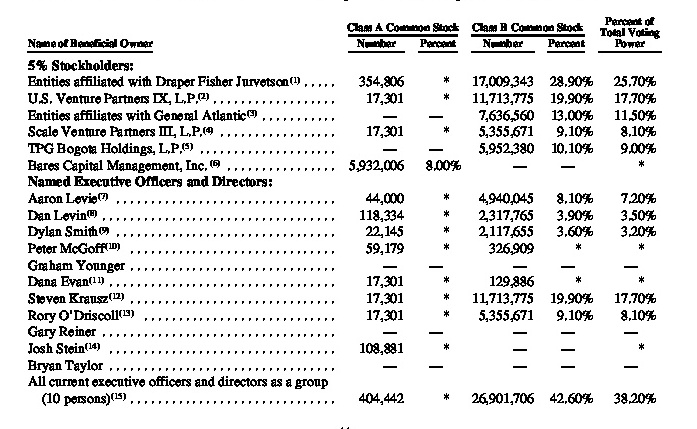 Class A Common Stock Class B Common Stock Percent of Total Voting Power
Name of Beneficial Owner Number Percent Number Percent
5% Stockholders:
Entities affiliated with Draper Fisher Jurvetson(1) ..... 354,806 * 17,009,343 28.90% 25.70%
U.S. Venture Partners IX, L.P.(2) ................. 17,301 * 11,713,775 19.90% 17.70%
Entities affiliates with General Atlantic(3) ............ — — 7,636,560 13.00% 11.50%
Scale Venture Partners III, L.P.(4) ................ 17,301 * 5,355,671 9.10% 8.10%
TPG Bogota Holdings, L.P.(5) .................... — — 5,952,380 10.10% 9.00%
Bares Capital Management, Inc. (6) ............... 5,932,006 8.00% — — *
Named Executive Officers and Directors:
Aaron Levie(7) .............................. 44,000 * 4,940,045 8.10% 7.20%
Dan Levin(8) ............................... 118,334 * 2,317,765 3.90% 3.50%
Dylan Smith(9) .............................. 22,145 * 2,117,655 3.60% 3.20%
Peter McGoff(10) ............................ 59,179 * 326,909 * *
Graham Younger ............................ — — — — —
Dana Evan(11) .............................. 17,301 * 129,886 * *
Steven Krausz(12) ........................... 17,301 * 11,713,775 19.90% 17.70%
Rory O'Driscoll(13) .......................... 17,301 * 5,355,671 9.10% 8.10%
Gary Reiner ................................ — — — — —
Josh Stein(14) ............................... 108,881 * — — *
Bryan Taylor ............................... — — — — —
All current executive officers and directors as a group
(10 persons)(15) ............................ 404,442 * 26,901,706 42.60% 38.20%